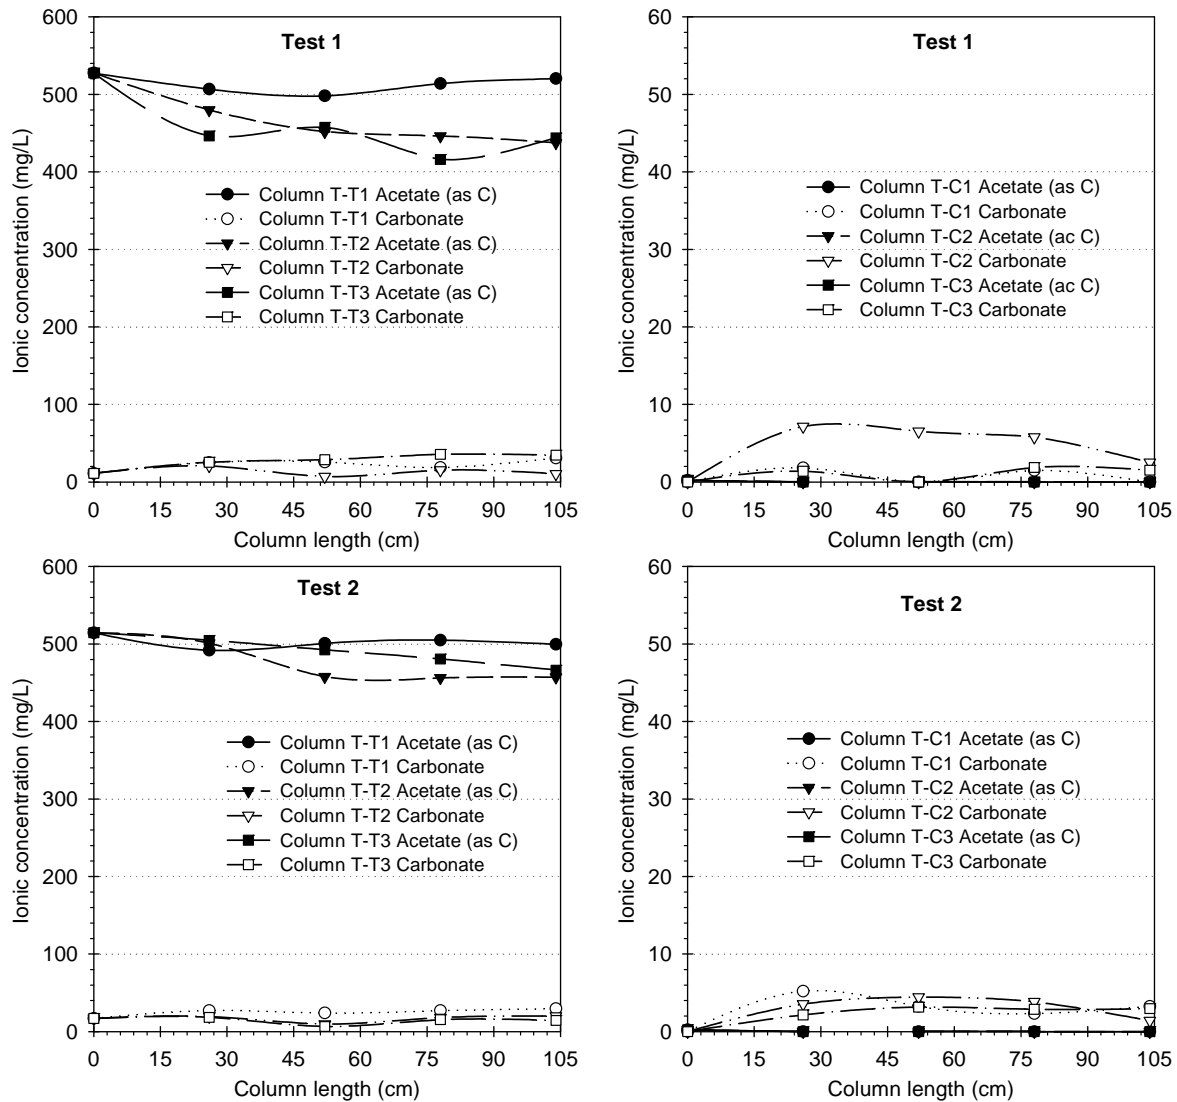 Test 1
Ionic concentration (mg/L)
600
500
400
300
200
100
0
Column T-T1 Acetate (as C)
Column T-T1 Carbonate
Column T-T2 Acetate (as C)
Column T-T2 Carbonate
Column T-T3 Acetate (as C)
Column T-T3 Carbonate
0 15 30 45 60 75 90 105
Column length (cm)
Test 1
Ionic concentration (mg/L)
60
50
40
30
20
10
0
Column T-C1 Acetate (as C)
Column T-C1 Carbonate
Column T-C2 Acetate (ac C)
Column T-C2 Carbonate
Column T-C3 Acetate (ac C)
Column T-C3 Carbonate
0 15 30 45 60 75 90 105
Column length (cm)
Test 2
Ionic concentration (mg/L)
600
500
400
300
200
100
0
Column T-T1 Acetate (as C)
Column T-T1 Carbonate
Column T-T2 Acetate (as C)
Column T-T2 Carbonate
Column T-T3 Acetate (as C)
Column T-T3 Carbonate
0 15 30 45 60 75 90 105
Column length (cm)
Test 2
Ionic concentration (mg/L)
60
50
40
30
20
10
0
Column T-C1 Acetate (as C)
Column T-C1 Carbonate
Column T-C2 Acetate (as C)
Column T-C2 Carbonate
Column T-C3 Acetate (as C)
Column T-C3 Carbonate
0 15 30 45 60 75 90 105
Column length (cm)